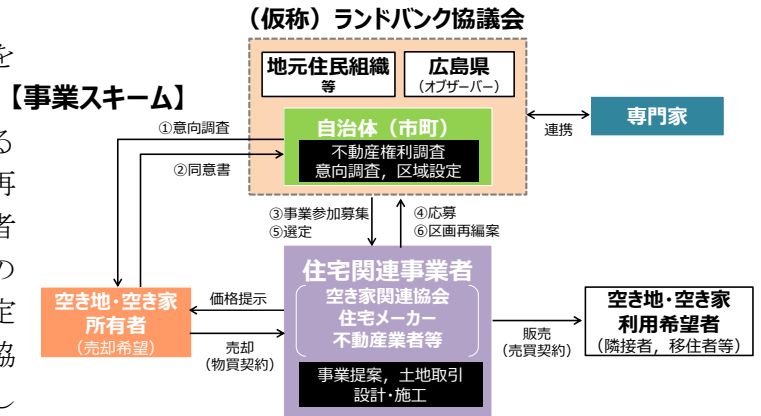 （仮称）ランドバンク協議会
を
る
再
者
の
定
協
し
【事業スキーム】
地元住民組織
等
広島県
（オブザーバー）
自治体（市町）
不動産権利調査
意向調査，区域設定
連携
専門家
①意向調査
②同意書
③事業参加募集
⑤選定
④応募
⑥区画再編案
空き地・空き家
所有者
（売却希望）
価格提示
売却
（物買契約）
住宅関連事業者
空き家関連協会
住宅メーカー
不動産業者等
事業提案，土地取引
設計・施工
販売
（売買契約）
空き地・空き家
利用希望者
（隣接者，移住者等）